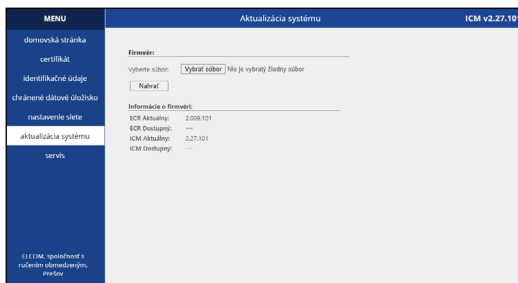 MENU
Aktualizácia systému
ICM v2.27.101
domovská stránka
certifikát
identifikačné údaje
chránené dátové úložisko
nastavenie siete
aktualizácia systému
servis
Firmvér:
Vyberte súbor: Vybrať súbor Nie je vybratý žiadny súbor
Nahrať
Informácie o firmvéri:
ECR Aktuálny: 2.009.101
ECR Dostupný: ---
ICM Aktuálny: 2.27.101
ICM Dostupný: ---
ELCOM, spoločnosť s
ručením obmedzeným,
Prešov